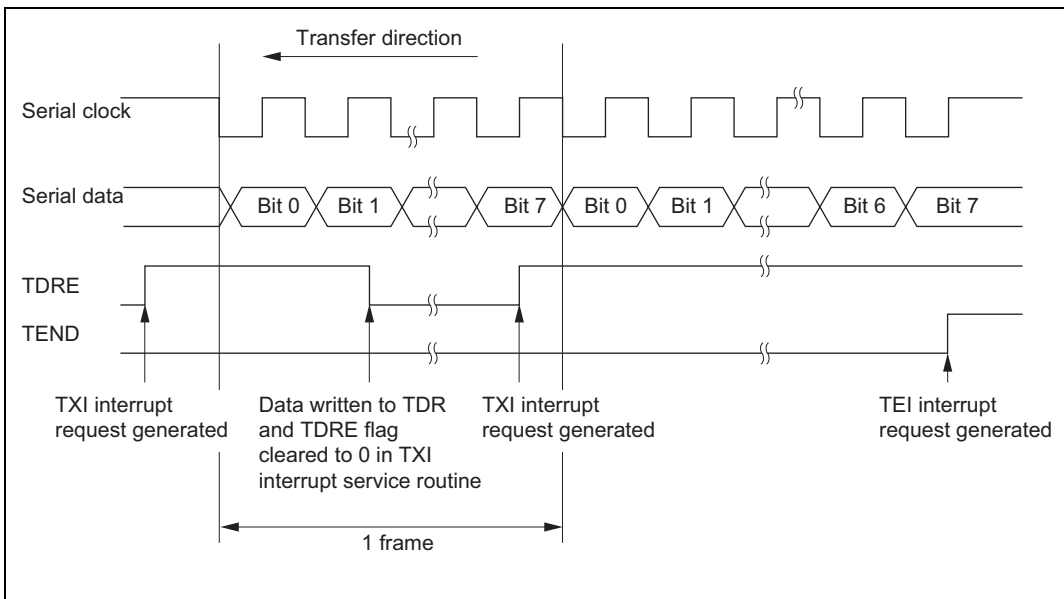 Transfer direction
Serial clock
Serial data
Bit 0
Bit 1
Bit 7
Bit 0
Bit 1
Bit 6
Bit 7
TDRE
TEND
TXI interrupt
request generated
Data written to TDR
and TDRE flag
cleared to 0 in TXI
interrupt service routine
TXI interrupt
request generated
TEI interrupt
request generated
1 frame